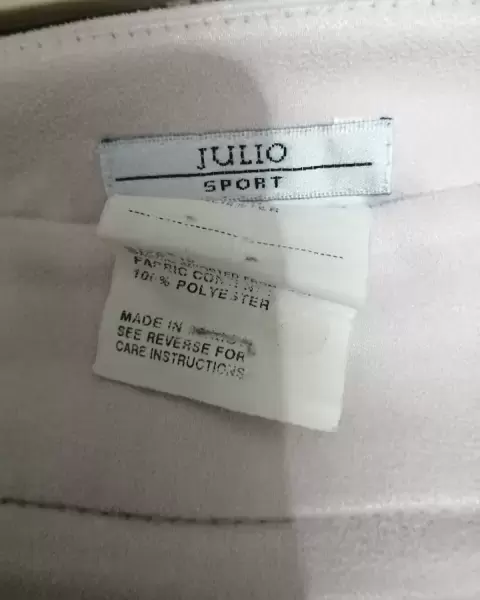 JULIO
SPORT
FABRIC CONTENT
100% POLYESTER
MADE IN
SEE REVERSE FOR
CARE INSTRUCTIONS